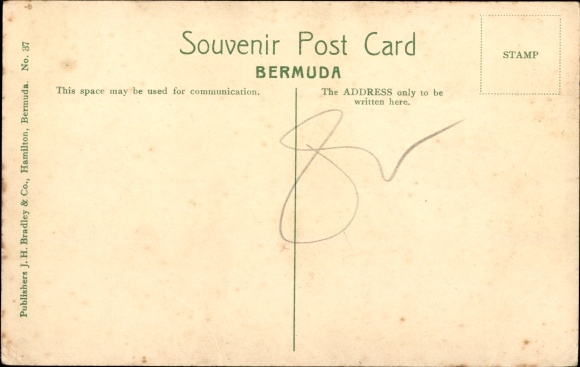 Souvenir Post Card
BERMUDA
STAMP
This space may be used for communication.
The ADDRESS only to be
written here.
Publishers J. H. Bradley & Co., Hamilton, Bermuda. No. 37